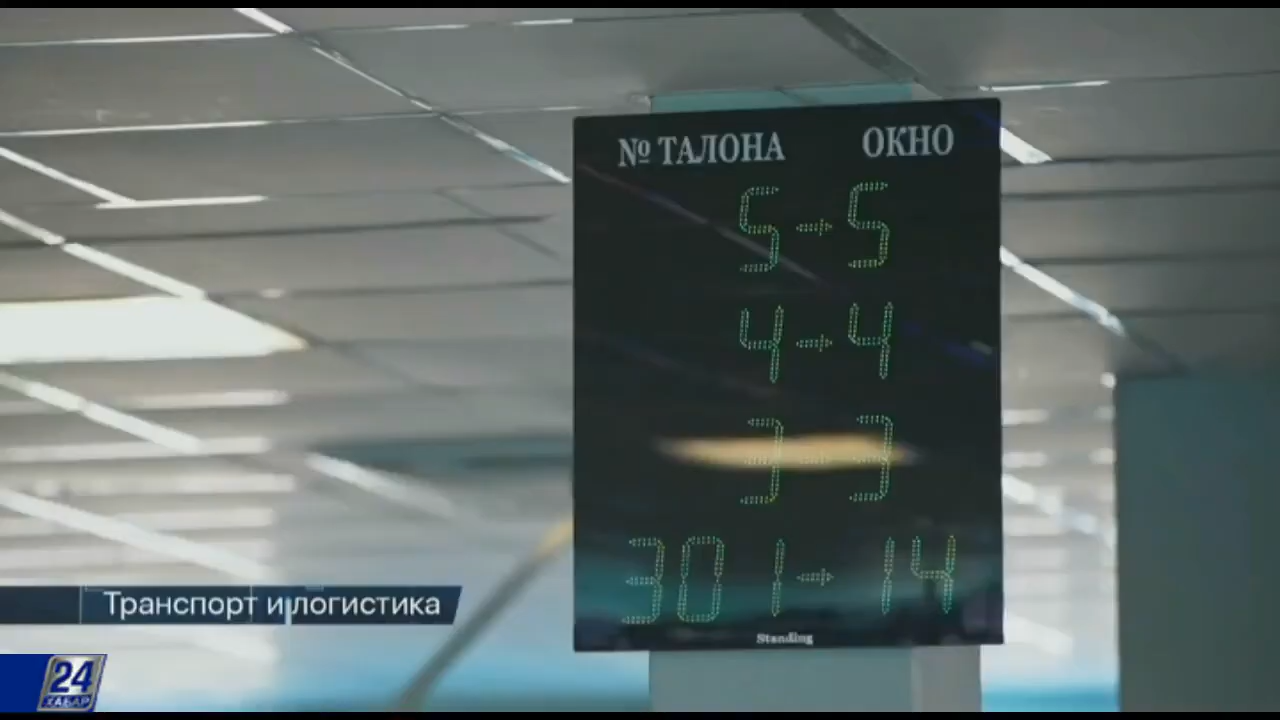 № ТАЛОНА ОКНО
5→5
4→4
3→3
301→14
Standing
Транспорт и логистика
24
ХАБАР